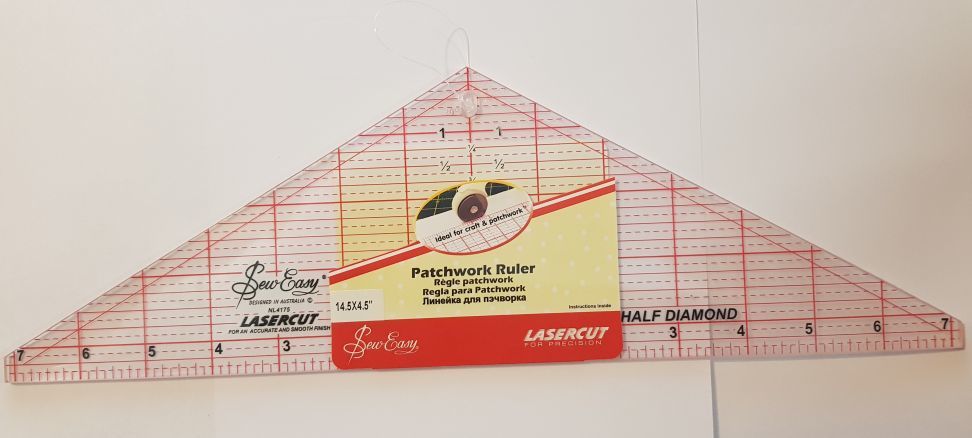 1 1
¼
½ ½
Ideal for craft & patchwork™
Patchwork Ruler
Règle patchwork
Regla para Patchwork
Линейка для пэчворка
Instructions Inside
14.5X4.5"
Sew Easy®
DESIGNED IN AUSTRALIA
NL4175
LASERCUT
FOR AN ACCURATE AND SMOOTH FINISH
Sew Easy
LASERCUT
FOR PRECISION
HALF DIAMOND
7 6 5 4 3 3 4 5 6 7